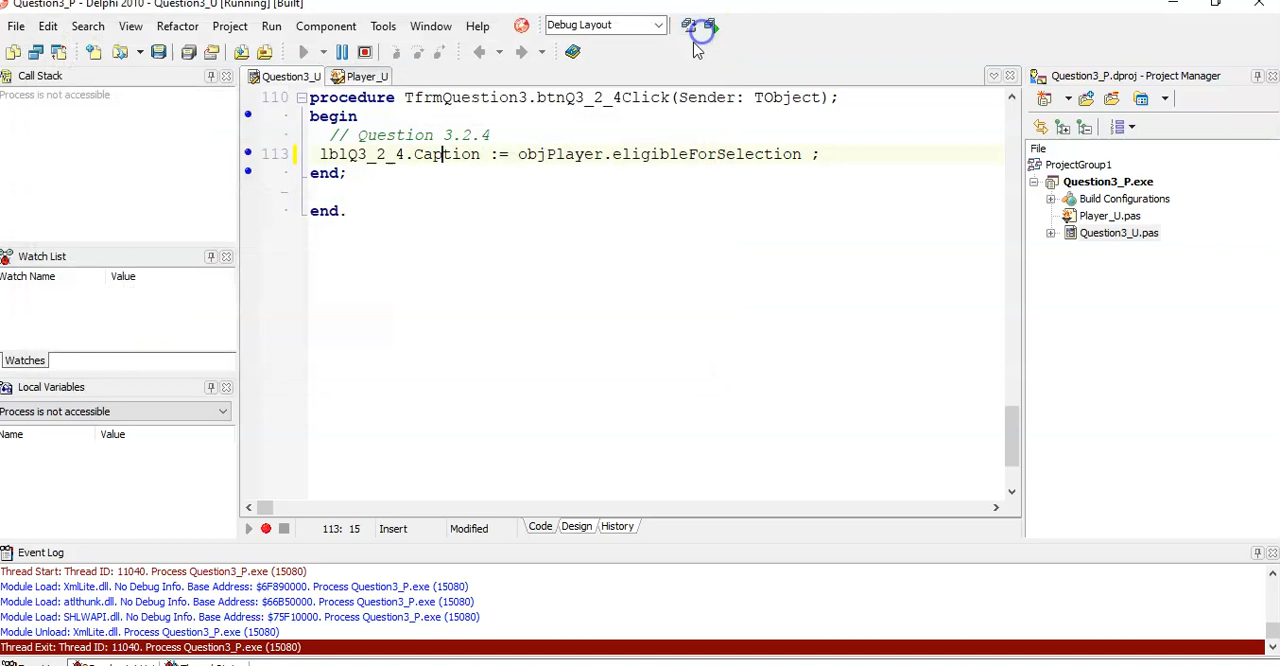 Question3_P - Delphi 2010 - Question3_U [Running] [Built]
File Edit Search View Refactor Project Run Component Tools Window Help Debug Layout
Call Stack
Process is not accessible
Question3_U Player_U
110 procedure TfrmQuestion3.btnQ3_2_4Click(Sender: TObject);
begin
// Question 3.2.4
113 lblQ3_2_4.Caption := objPlayer.eligibleForSelection ;
end;
end.
Watch List
Watch Name Value
Watches
Local Variables
Process is not accessible
Name Value
113: 15 Insert Modified Code Design History
Question3_P.dproj - Project Manager
File
ProjectGroup1
Question3_P.exe
Build Configurations
Player_U.pas
Question3_U.pas
Event Log
Thread Start: Thread ID: 11040. Process Question3_P.exe (15080)
Module Load: XmlLite.dll. No Debug Info. Base Address: $6F890000. Process Question3_P.exe (15080)
Module Load: atlthunk.dll. No Debug Info. Base Address: $66B50000. Process Question3_P.exe (15080)
Module Load: SHLWAPI.dll. No Debug Info. Base Address: $75F10000. Process Question3_P.exe (15080)
Module Unload: XmlLite.dll. Process Question3_P.exe (15080)
Thread Exit: Thread ID: 11040. Process Question3_P.exe (15080)